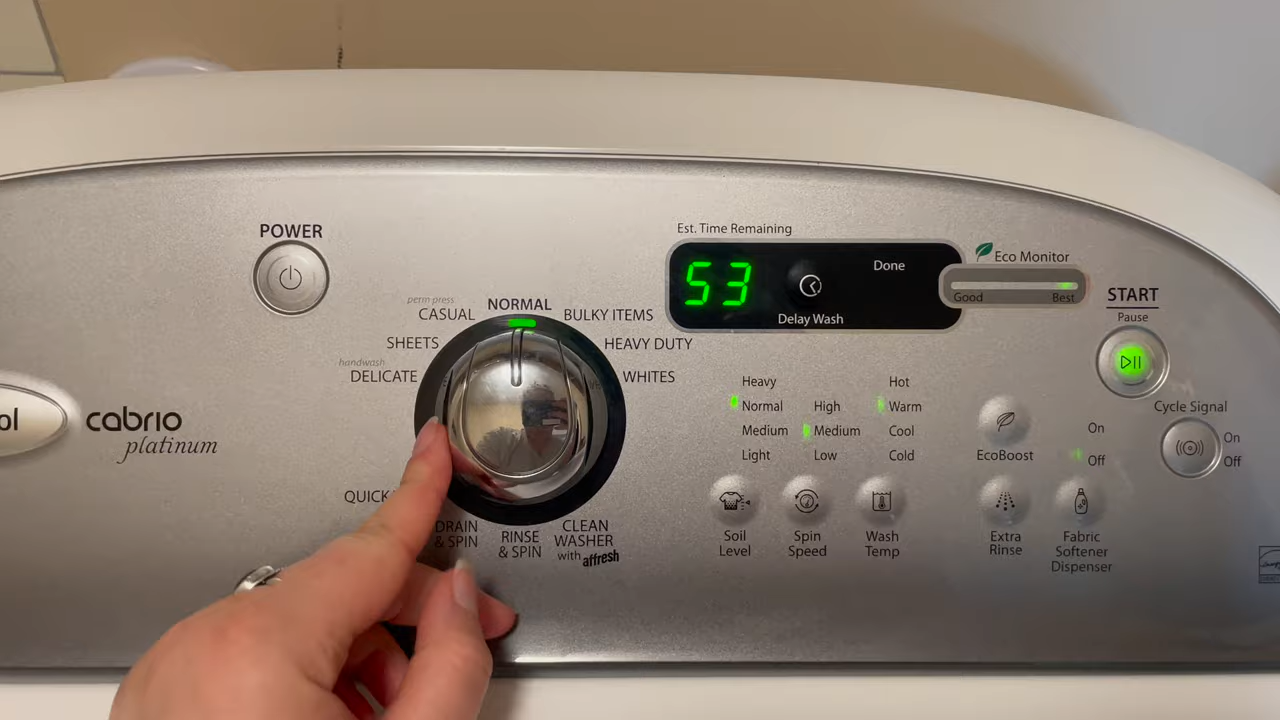 POWER
ol
cabrio
platinum
perm press
CASUAL
NORMAL
BULKY ITEMS
SHEETS
HEAVY DUTY
handwash
DELICATE
WHITES
QUICK
DRAIN
& SPIN
RINSE
& SPIN
CLEAN
WASHER
with affresh
Est. Time Remaining
53
Done
Delay Wash
Eco Monitor
Good
Best
START
Pause
Heavy
Normal
Medium
Light
High
Medium
Low
Hot
Warm
Cool
Cold
Soil
Level
Spin
Speed
Wash
Temp
EcoBoost
On
Off
Extra
Rinse
Fabric
Softener
Dispenser
Cycle Signal
On
Off